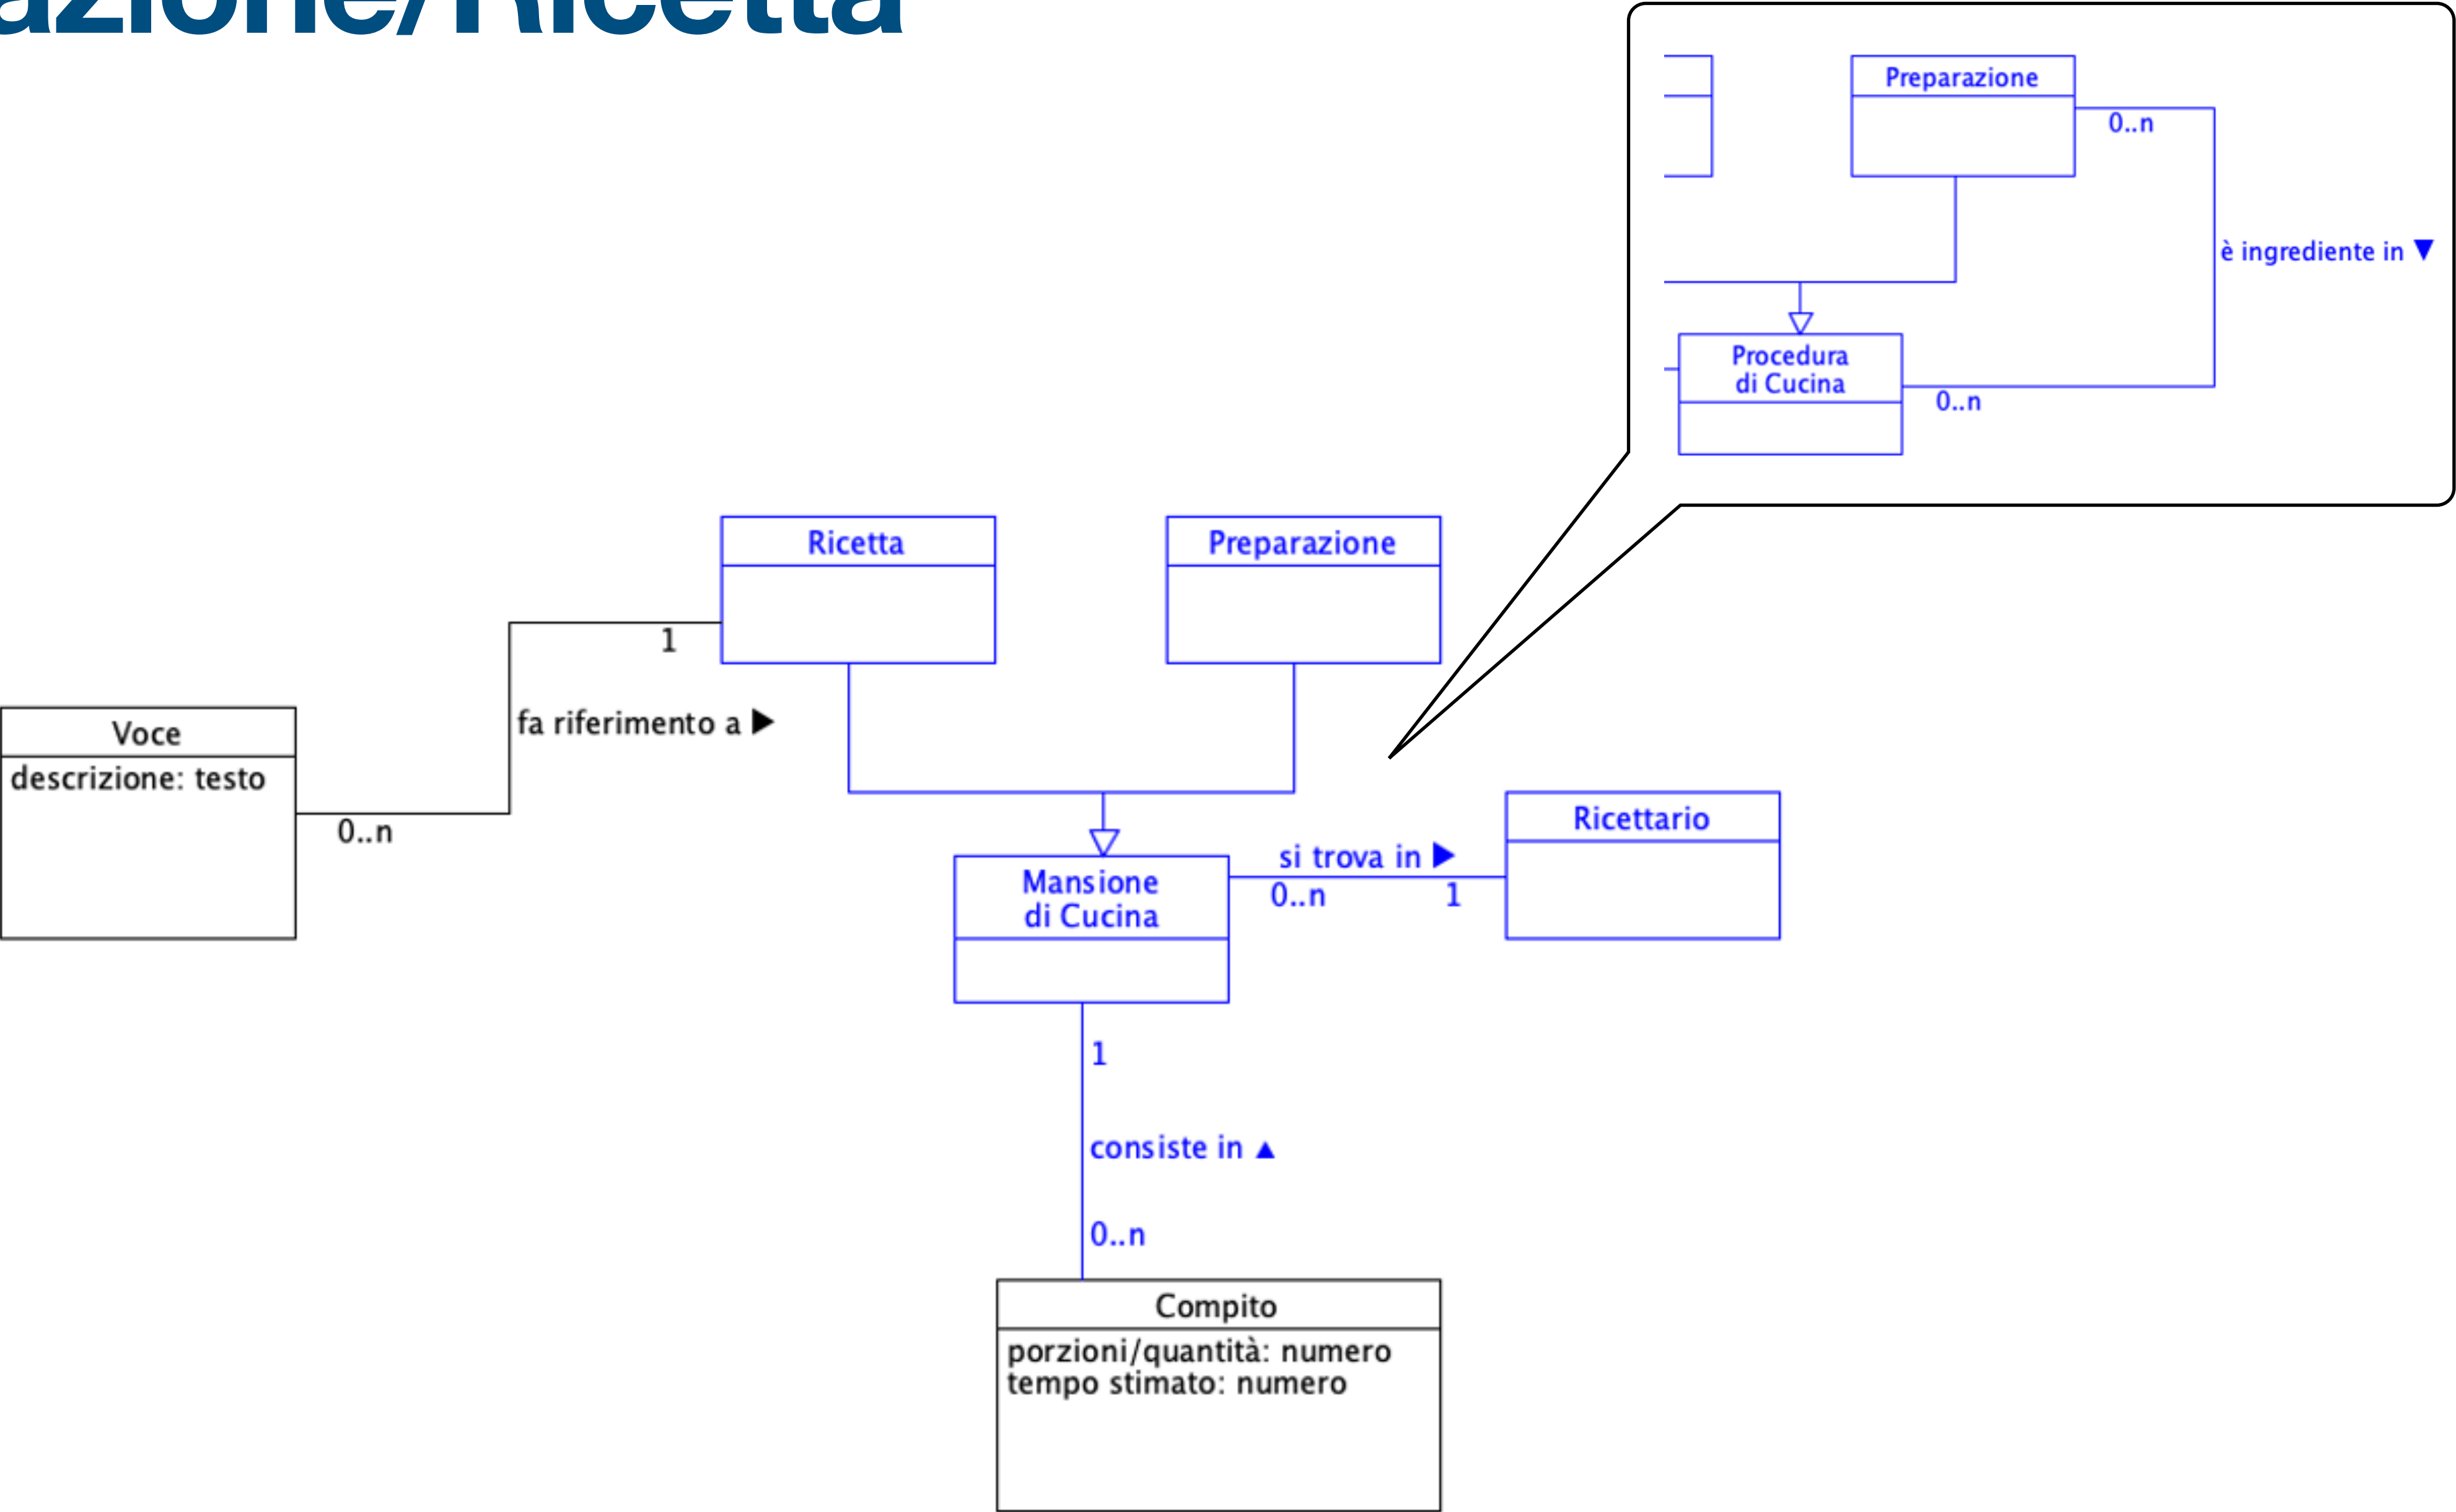 azione/Ricetta
Preparazione
0..n
è ingrediente in ▼
Procedura
di Cucina
0..n
Ricetta
Preparazione
1
fa riferimento a ▶
Voce
descrizione: testo
0..n
Ricettario
si trova in ▶
Mansione
di Cucina
0..n
1
1
consiste in ▲
0..n
Compito
porzioni/quantità: numero
tempo stimato: numero